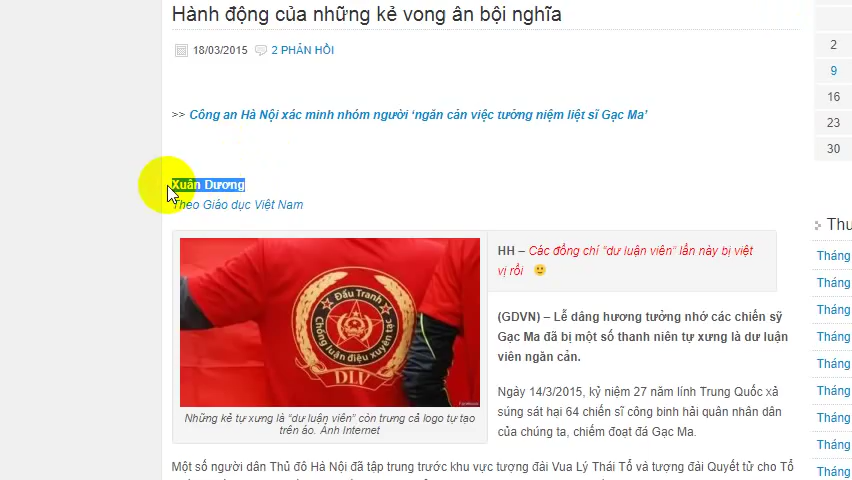 Hành động của những kẻ vong ân bội nghĩa
18/03/2015 2 PHẢN HỒI
2
9
16
23
30
>> Công an Hà Nội xác minh nhóm người ‘ngăn cản việc tưởng niệm liệt sĩ Gạc Ma’
Xuân Dương
Theo Giáo dục Việt Nam
Đấu Tranh
Chống luận điệu xuyên tạc
DLV
Những kẻ tự xưng là “dư luận viên” còn trưng cả logo tự tạo
trên áo. Ảnh Internet
HH – Các đồng chí “dư luận viên” lần này bị việt
vị rồi
(GDVN) – Lễ dâng hương tưởng nhớ các chiến sỹ
Gạc Ma đã bị một số thanh niên tự xưng là dư luận
viên ngăn cản.
Ngày 14/3/2015, kỷ niệm 27 năm lính Trung Quốc xả
súng sát hại 64 chiến sĩ công binh hải quân nhân dân
của chúng ta, chiếm đoạt đá Gạc Ma.
Một số người dân Thủ đô Hà Nội đã tập trung trước khu vực tượng đài Vua Lý Thái Tổ và tượng đài Quyết tử cho Tổ
Thu
Tháng
Tháng
Tháng
Tháng
Tháng
Tháng
Tháng
Tháng
Tháng